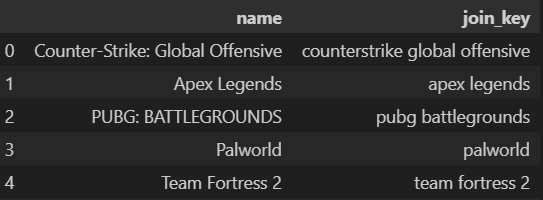 name join_key
0 Counter-Strike: Global Offensive counterstrike global offensive
1 Apex Legends apex legends
2 PUBG: BATTLEGROUNDS pubg battlegrounds
3 Palworld palworld
4 Team Fortress 2 team fortress 2